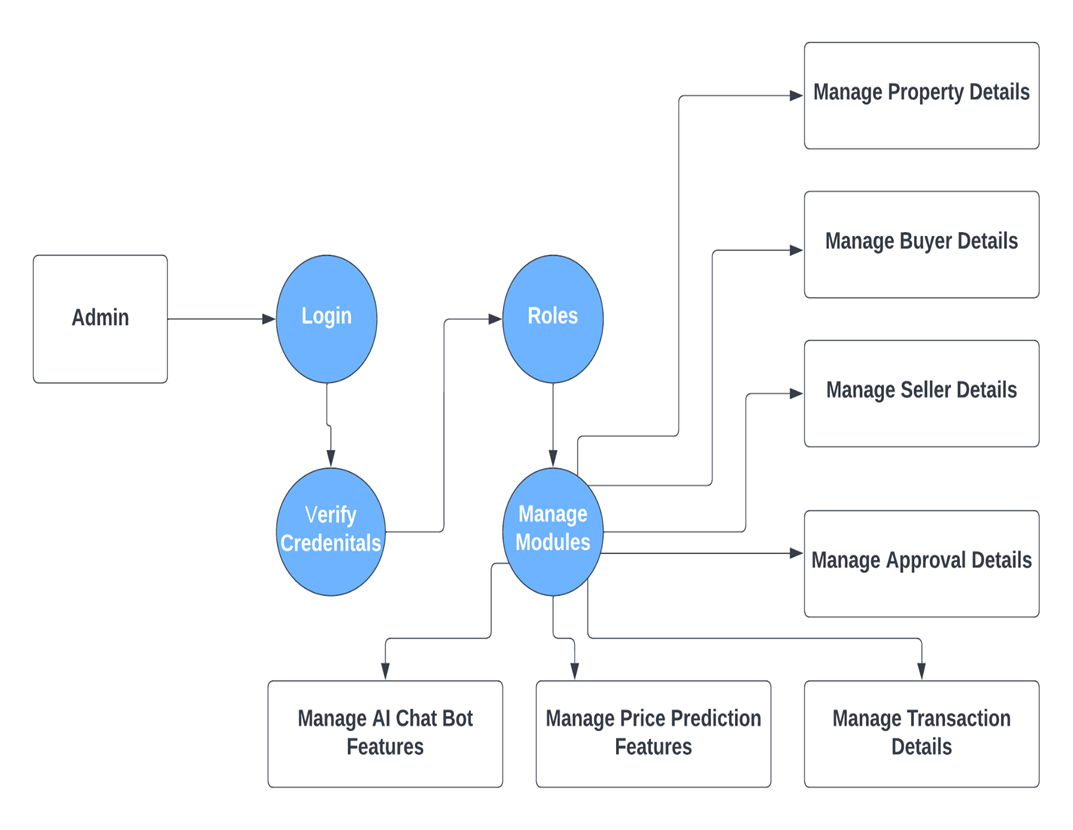 Manage Property Details
Manage Buyer Details
Admin
Login
Roles
Manage Seller Details
Verify
Credenitals
Manage
Modules
Manage Approval Details
Manage AI Chat Bot
Features
Manage Price Prediction
Features
Manage Transaction
Details